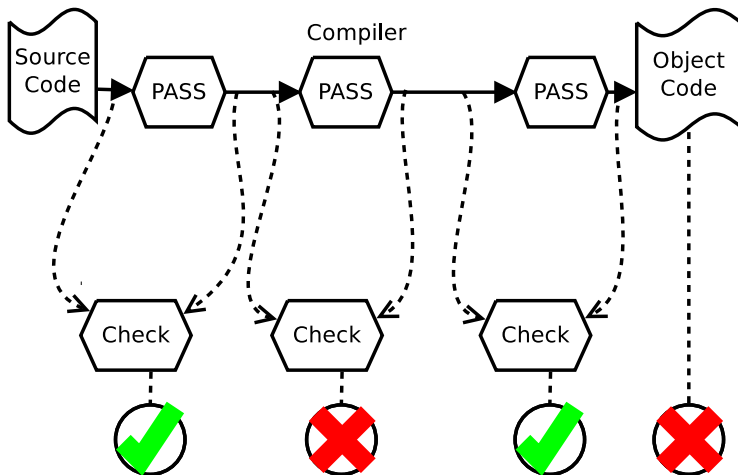 Compiler
Source
Code
PASS
PASS
PASS
Object
Code
Check
Check
Check